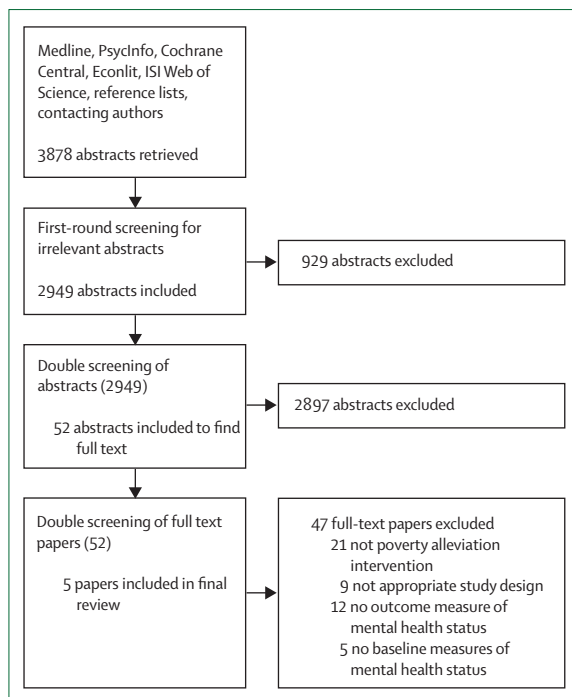 Medline, PsycInfo, Cochrane
Central, Econlit, ISI Web of
Science, reference lists,
contacting authors
3878 abstracts retrieved
First-round screening for
irrelevant abstracts
2949 abstracts included
929 abstracts excluded
Double screening of
abstracts (2949)
52 abstracts included to find
full text
2897 abstracts excluded
Double screening of full text
papers (52)
5 papers included in final
review
47 full-text papers excluded
21 not poverty alleviation
intervention
9 not appropriate study design
12 no outcome measure of
mental health status
5 no baseline measures of
mental health status